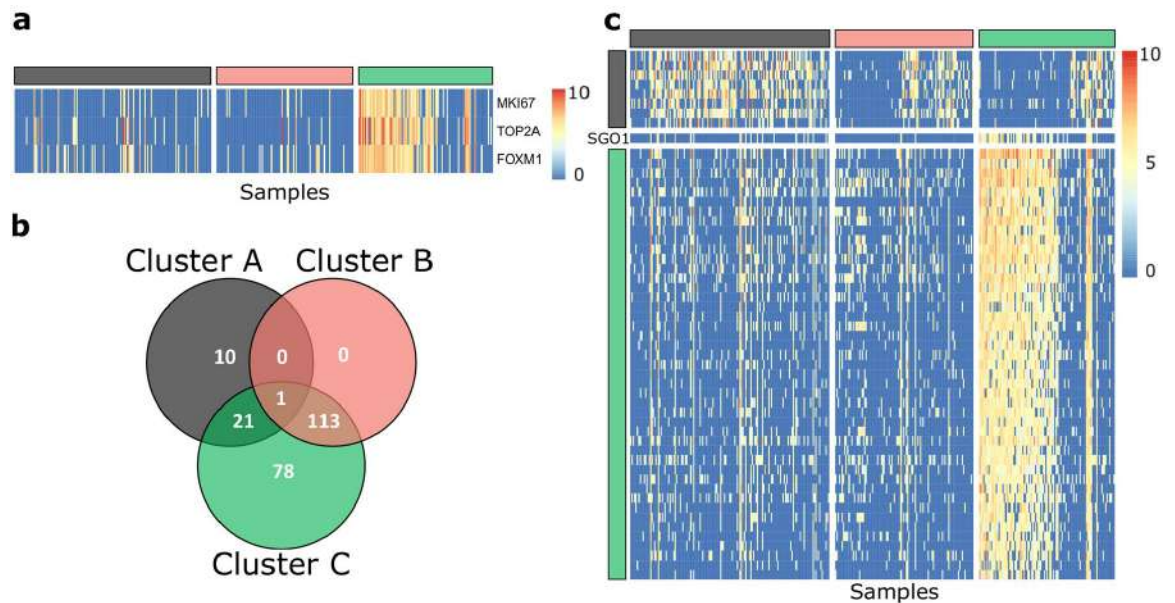 a
MKI67
TOP2A
FOXM1
10
0
Samples
b
Cluster A
Cluster B
10
0
0
1
21
113
78
Cluster C
c
SGO1
10
5
0
Samples